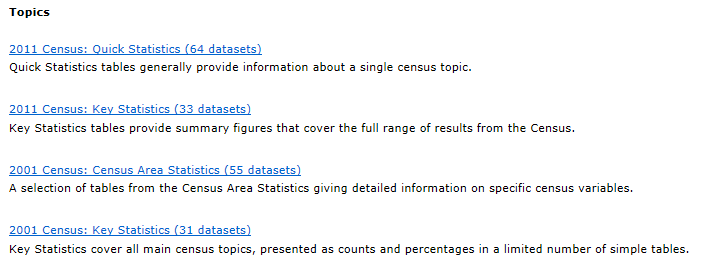 Topics
2011 Census: Quick Statistics (64 datasets)
Quick Statistics tables generally provide information about a single census topic.
2011 Census: Key Statistics (33 datasets)
Key Statistics tables provide summary figures that cover the full range of results from the Census.
2001 Census: Census Area Statistics (55 datasets)
A selection of tables from the Census Area Statistics giving detailed information on specific census variables.
2001 Census: Key Statistics (31 datasets)
Key Statistics cover all main census topics, presented as counts and percentages in a limited number of simple tables.